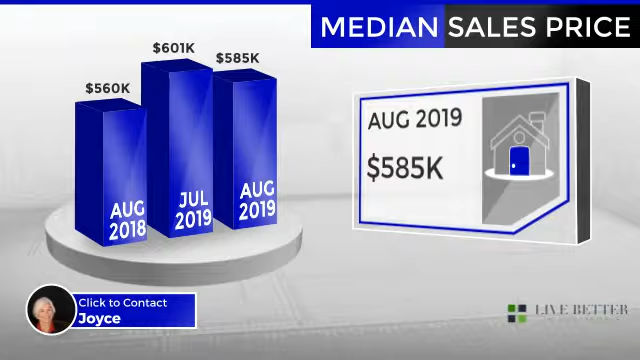 MEDIAN SALES PRICE
$601K
$585K
$560K
AUG 2018
JUL 2019
AUG 2019
AUG 2019
$585K
Click to Contact
Joyce
LIVE BETTER